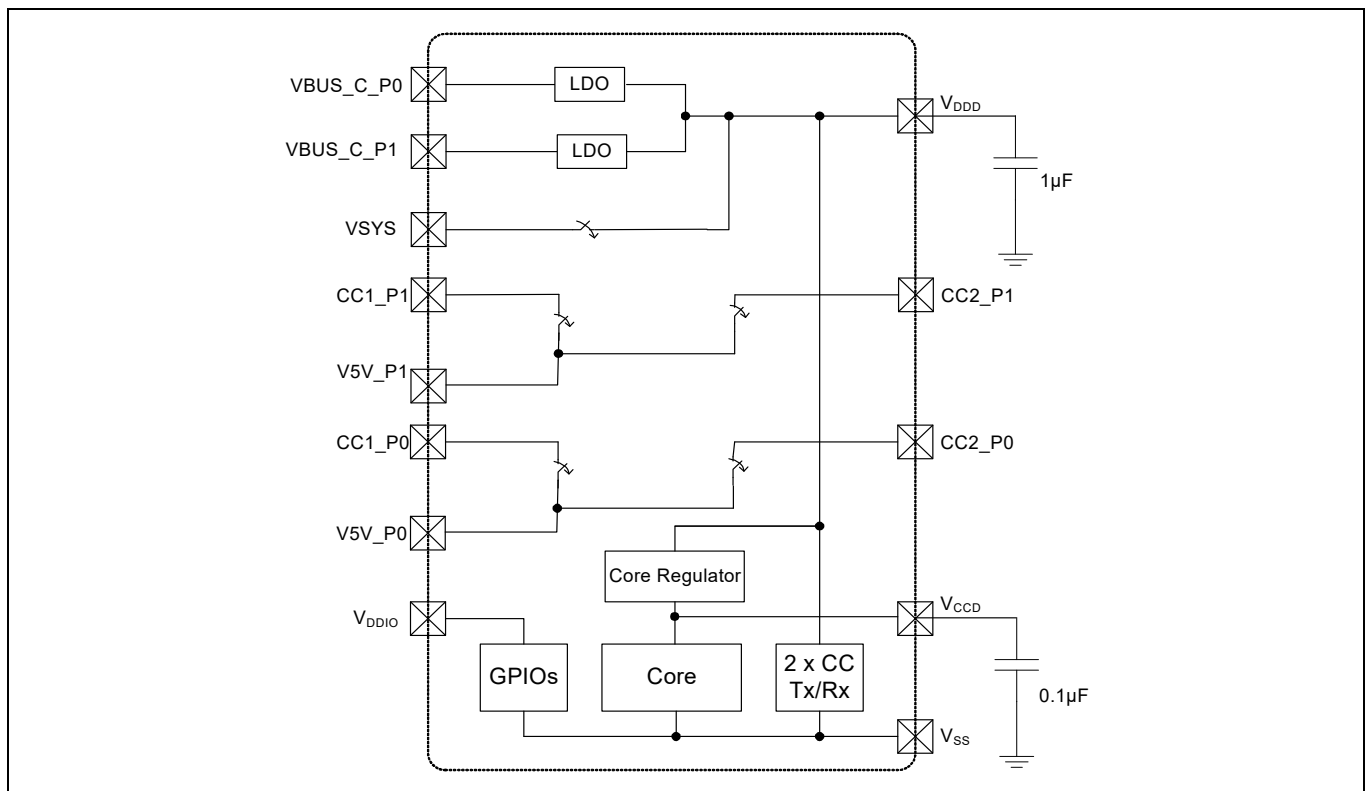 VBUS_C_P0
LDO
VDDD
VBUS_C_P1
LDO
1µF
VSYS
CC1_P1
CC2_P1
V5V_P1
CC1_P0
CC2_P0
V5V_P0
Core Regulator
VDDIO
VCCD
GPIOs
Core
2 x CC
Tx/Rx
0.1µF
VSS